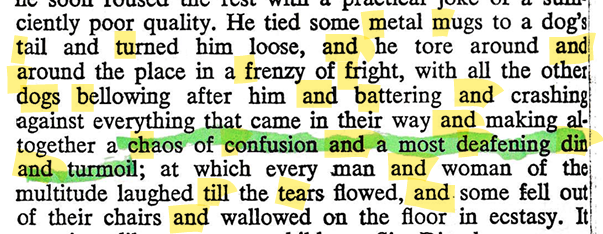 he soon roused the rest with a practical joke of a suffi-
ciently poor quality. He tied some metal mugs to a dog's
tail and turned him loose, and he tore around and
around the place in a frenzy of fright, with all the other
dogs bellowing after him and battering and crashing
against everything that came in their way and making al-
together a chaos of confusion and a most deafening din
and turmoil; at which every man and woman of the
multitude laughed till the tears flowed, and some fell out
of their chairs and wallowed on the floor in ecstasy. It